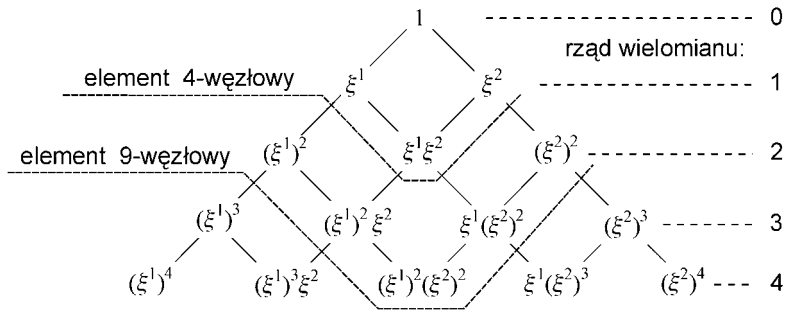 1 0
rząd wielomianu:
element 4-węzłowy ξ¹ ξ² 1
element 9-węzłowy (ξ¹)² ξ¹ξ² (ξ²)² 2
(ξ¹)³ (ξ¹)² ξ² ξ¹(ξ²)² (ξ²)³ 3
(ξ¹)⁴ (ξ¹)³ξ² (ξ¹)²(ξ²)² ξ¹(ξ²)³ (ξ²)⁴ 4